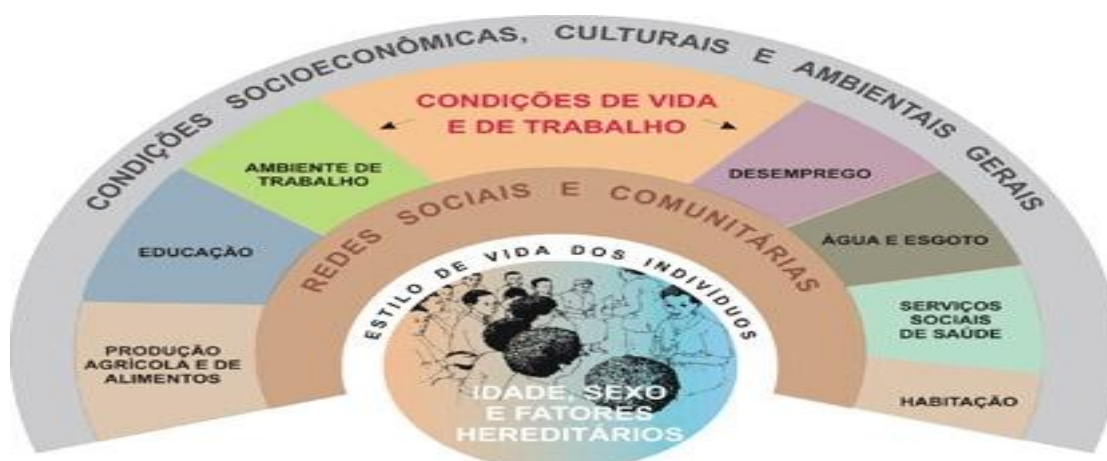 CONDIÇÕES SOCIOECONÔMICAS, CULTURAIS E AMBIENTAIS GERAIS
CONDIÇÕES DE VIDA
E DE TRABALHO
AMBIENTE DE
TRABALHO
DESEMPREGO
EDUCAÇÃO
ÁGUA E ESGOTO
PRODUÇÃO
AGRÍCOLA E DE
ALIMENTOS
SERVIÇOS
SOCIAIS
DE SAÚDE
HABITAÇÃO
REDES SOCIAIS E COMUNITÁRIAS
ESTILO DE VIDA DOS INDIVÍDUOS
IDADE, SEXO
E FATORES
HEREDITÁRIOS